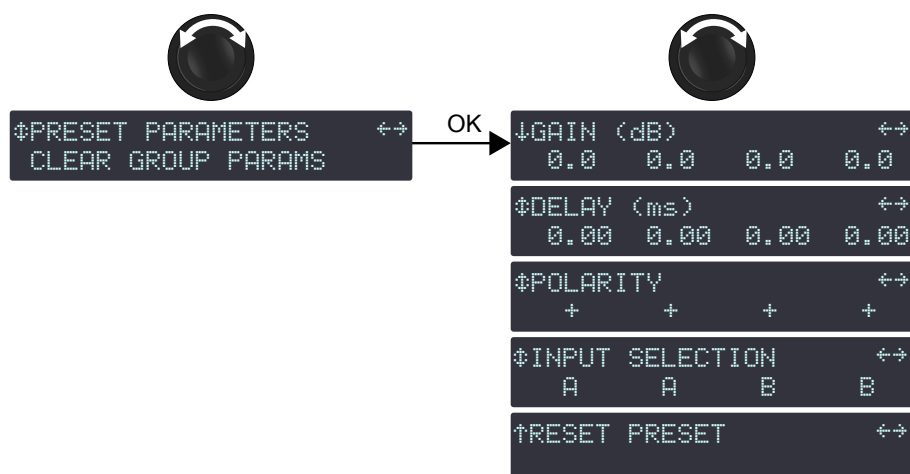 ↕PRESET PARAMETERS ↔
CLEAR GROUP PARAMS
OK
↓GAIN (dB) ↔
0.0 0.0 0.0 0.0
↕DELAY (ms) ↔
0.00 0.00 0.00 0.00
↕POLARITY ↔
+ + + +
↕INPUT SELECTION ↔
A A B B
↑RESET PRESET ↔